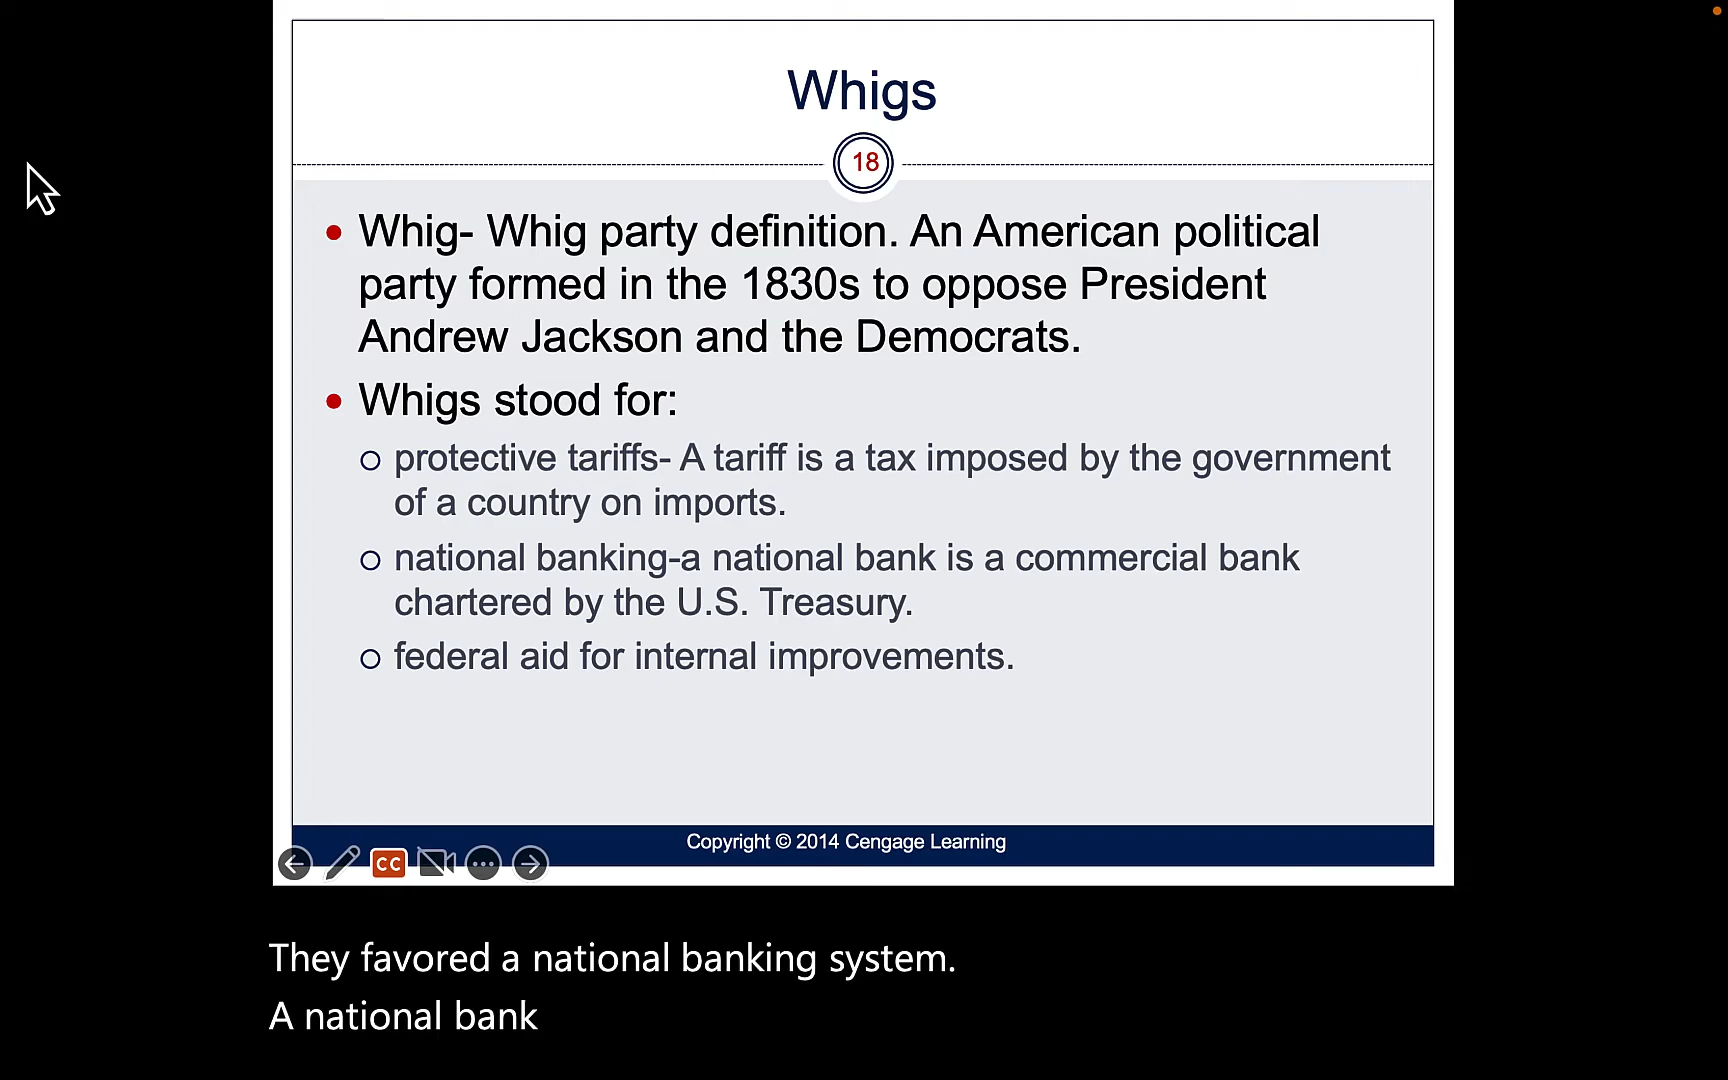 Whigs
18
• Whig- Whig party definition. An American political
party formed in the 1830s to oppose President
Andrew Jackson and the Democrats.
• Whigs stood for:
o protective tariffs- A tariff is a tax imposed by the government
of a country on imports.
o national banking-a national bank is a commercial bank
chartered by the U.S. Treasury.
o federal aid for internal improvements.
Copyright © 2014 Cengage Learning
CC
They favored a national banking system.
A national bank